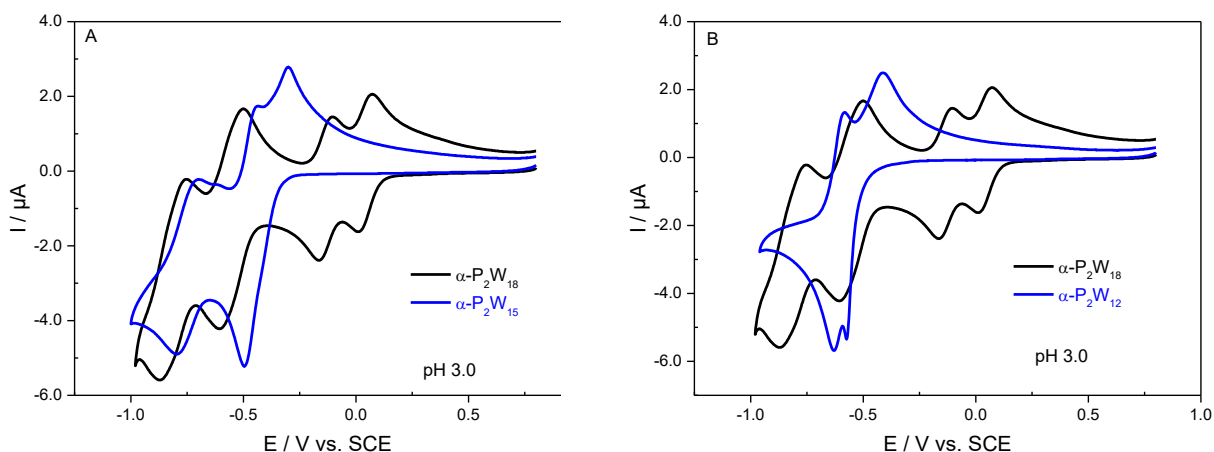 A
4.0
2.0
0.0
-2.0
-4.0
-6.0
I / µA
α-P₂W₁₈
α-P₂W₁₅
pH 3.0
-1.0 -0.5 0.0 0.5
E / V vs. SCE
B
4.0
2.0
0.0
-2.0
-4.0
-6.0
I / µA
α-P₂W₁₈
α-P₂W₁₂
pH 3.0
-1.0 -0.5 0.0 0.5 1.0
E / V vs. SCE